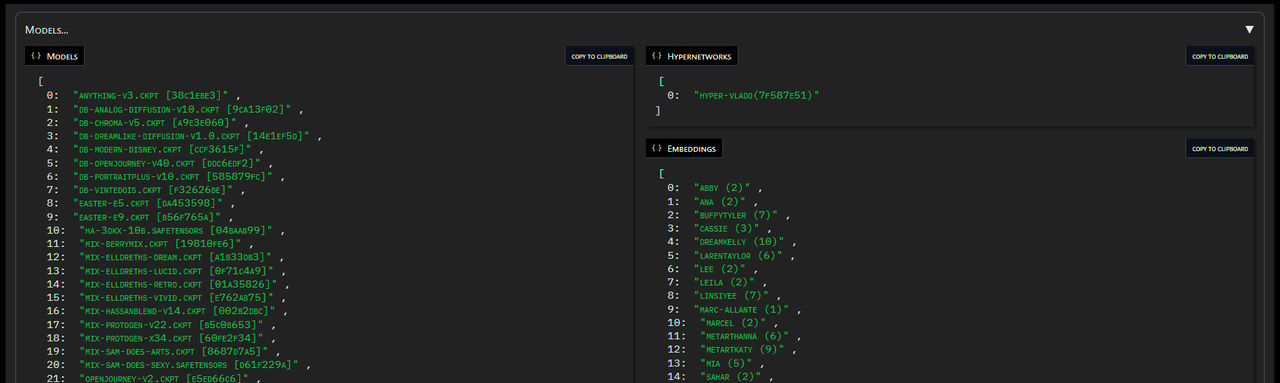 Models...
{ } Models
COPY TO CLIPBOARD
[
0: "anything-v3.ckpt [38c1ebe3]" ,
1: "db-analog-diffusion-v10.ckpt [9ca13f02]" ,
2: "db-chroma-v5.ckpt [a9e3e060]" ,
3: "db-dreamlike-diffusion-v1.0.ckpt [14e1ef5d]" ,
4: "db-modern-disney.ckpt [ccf3615f]" ,
5: "db-openjourney-v40.ckpt [ddc6edf2]" ,
6: "db-portraitplus-v10.ckpt [585879fc]" ,
7: "db-vintedois.ckpt [f32626be]" ,
8: "easter-e5.ckpt [da453598]" ,
9: "easter-e9.ckpt [b56f765a]" ,
10: "ha-3dkx-10b.safetensors [04baab99]" ,
11: "mix-berrymix.ckpt [19810fe6]" ,
12: "mix-elldreths-dream.ckpt [a1b33db3]" ,
13: "mix-elldreths-lucid.ckpt [0f71c4a9]" ,
14: "mix-elldreths-retro.ckpt [01a35826]" ,
15: "mix-elldreths-vivid.ckpt [e762ab75]" ,
16: "mix-hassanblend-v14.ckpt [002b2dbc]" ,
17: "mix-protogen-v22.ckpt [b5c0b653]" ,
18: "mix-protogen-x34.ckpt [60fe2f34]" ,
19: "mix-sam-does-arts.ckpt [8687d7a5]" ,
20: "mix-sam-does-sexy.safetensors [d61f229a]" ,
21: "openjourney-v2.ckpt [e5ed66c6]" ,
{ } Hypernetworks
COPY TO CLIPBOARD
[
0: "hyper-vlado(7f587e51)"
]
{ } Embeddings
COPY TO CLIPBOARD
[
0: "abby (2)" ,
1: "ana (2)" ,
2: "buffytyler (7)" ,
3: "cassie (3)" ,
4: "dreamkelly (10)" ,
5: "larentaylor (6)" ,
6: "lee (2)" ,
7: "leila (2)" ,
8: "linsiyee (7)" ,
9: "marc-allante (1)" ,
10: "marcel (2)" ,
11: "metarthanna (6)" ,
12: "metartkaty (9)" ,
13: "mia (5)" ,
14: "sahar (2)" ,